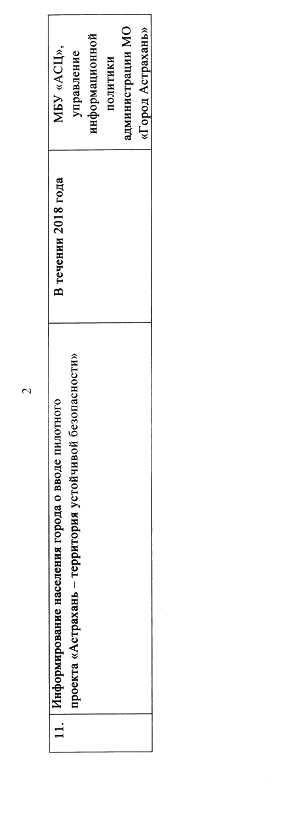 2
11.
Информирование населения города о вводе пилотного
проекта «Астрахань – территория устойчивой безопасности»
В течении 2018 года
МБУ «АСЦ»,
управление
информационной
политики
администрации МО
«Город Астрахань»